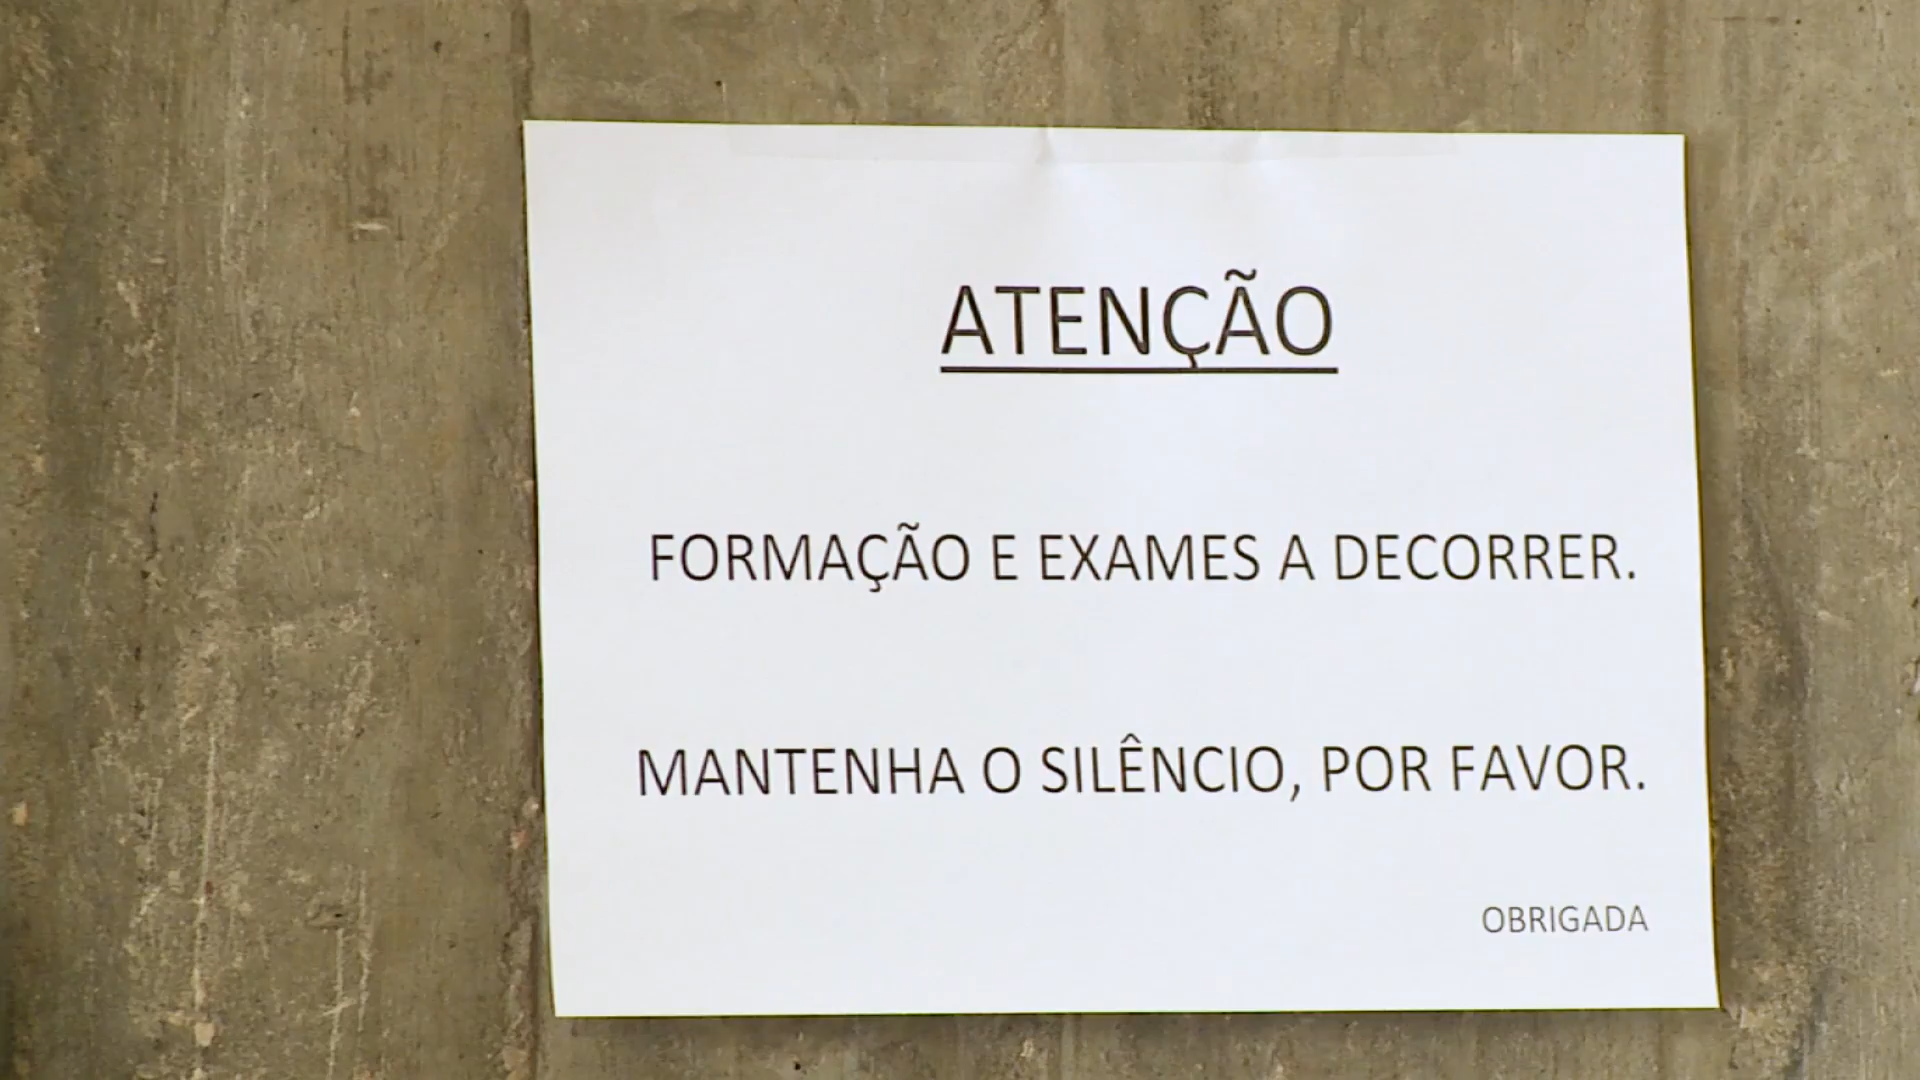 ATENÇÃO
FORMAÇÃO E EXAMES A DECORRER.
MANTENHA O SILÊNCIO, POR FAVOR.
OBRIGADA